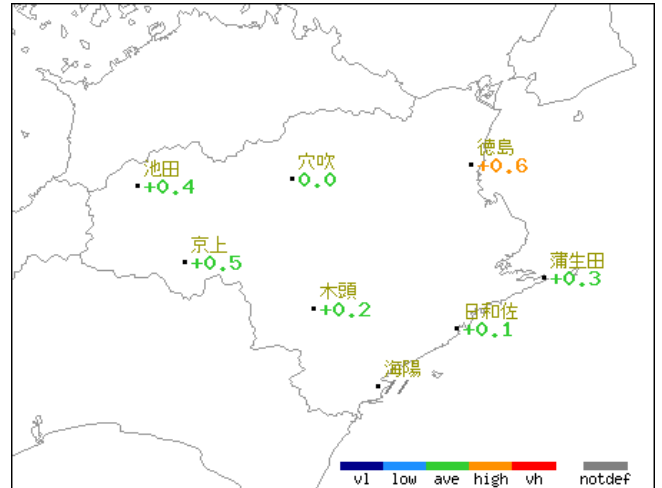 徳島
+0.6
穴吹
0.0
池田
+0.4
京上
+0.5
蒲生田
+0.3
木頭
+0.2
日和佐
+0.1
海陽
vl low ave high vh notdef